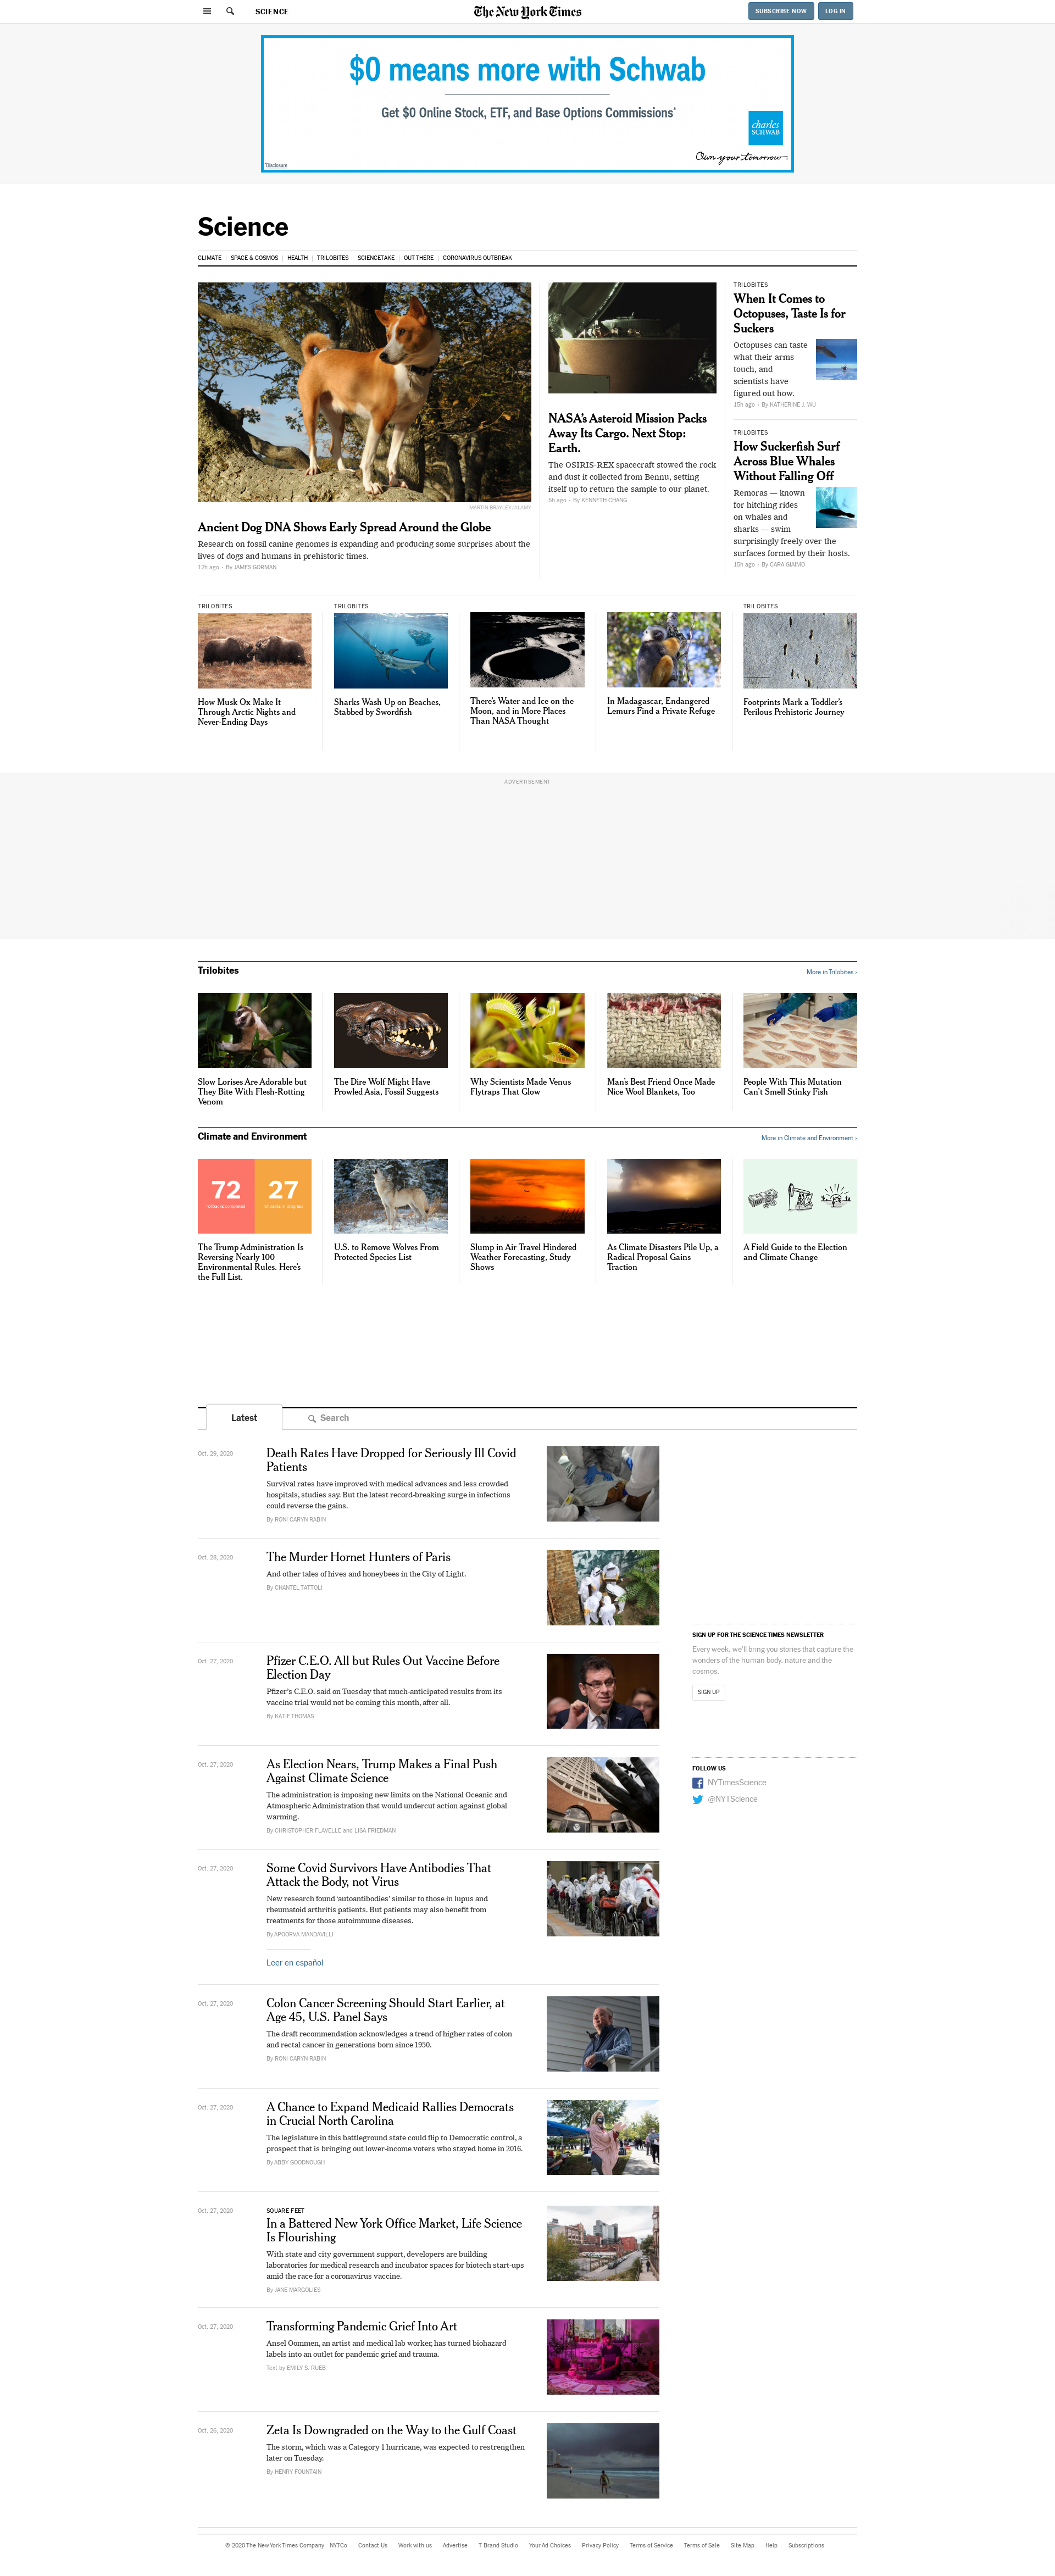 SCIENCE
The New York Times
SUBSCRIBE NOW
LOG IN
$0 means more with Schwab
Get $0 Online Stock, ETF, and Base Options Commissions*
charles
SCHWAB
Own your tomorrow
Disclosure
Science
CLIMATE
SPACE & COSMOS
HEALTH
TRILOBITES
SCIENCETAKE
OUT THERE
CORONAVIRUS OUTBREAK
MARTIN BRAYLEY/ALAMY
Ancient Dog DNA Shows Early Spread Around the Globe
Research on fossil canine genomes is expanding and producing some surprises about the
lives of dogs and humans in prehistoric times.
12h ago · By JAMES GORMAN
NASA's Asteroid Mission Packs
Away Its Cargo. Next Stop:
Earth.
The OSIRIS-REX spacecraft stowed the rock
and dust it collected from Bennu, setting
itself up to return the sample to our planet.
5h ago · By KENNETH CHANG
TRILOBITES
When It Comes to
Octopuses, Taste Is for
Suckers
Octopuses can taste
what their arms
touch, and
scientists have
figured out how.
15h ago · By KATHERINE J. WU
TRILOBITES
How Suckerfish Surf
Across Blue Whales
Without Falling Off
Remoras — known
for hitching rides
on whales and
sharks — swim
surprisingly freely over the
surfaces formed by their hosts.
15h ago · By CARA GIAIMO
TRILOBITES
How Musk Ox Make It
Through Arctic Nights and
Never-Ending Days
TRILOBITES
Sharks Wash Up on Beaches,
Stabbed by Swordfish
There's Water and Ice on the
Moon, and in More Places
Than NASA Thought
In Madagascar, Endangered
Lemurs Find a Private Refuge
TRILOBITES
Footprints Mark a Toddler's
Perilous Prehistoric Journey
ADVERTISEMENT
Trilobites
More in Trilobites ›
Slow Lorises Are Adorable but
They Bite With Flesh-Rotting
Venom
The Dire Wolf Might Have
Prowled Asia, Fossil Suggests
Why Scientists Made Venus
Flytraps That Glow
Man's Best Friend Once Made
Nice Wool Blankets, Too
People With This Mutation
Can't Smell Stinky Fish
Climate and Environment
More in Climate and Environment ›
72
rollbacks completed
27
rollbacks in progress
The Trump Administration Is
Reversing Nearly 100
Environmental Rules. Here's
the Full List.
U.S. to Remove Wolves From
Protected Species List
Slump in Air Travel Hindered
Weather Forecasting, Study
Shows
As Climate Disasters Pile Up, a
Radical Proposal Gains
Traction
A Field Guide to the Election
and Climate Change
Latest
Search
Oct. 29, 2020
Death Rates Have Dropped for Seriously Ill Covid
Patients
Survival rates have improved with medical advances and less crowded
hospitals, studies say. But the latest record-breaking surge in infections
could reverse the gains.
By RONI CARYN RABIN
Oct. 28, 2020
The Murder Hornet Hunters of Paris
And other tales of hives and honeybees in the City of Light.
By CHANTEL TATTOLI
Oct. 27, 2020
Pfizer C.E.O. All but Rules Out Vaccine Before
Election Day
Pfizer's C.E.O. said on Tuesday that much-anticipated results from its
vaccine trial would not be coming this month, after all.
By KATIE THOMAS
Oct. 27, 2020
As Election Nears, Trump Makes a Final Push
Against Climate Science
The administration is imposing new limits on the National Oceanic and
Atmospheric Administration that would undercut action against global
warming.
By CHRISTOPHER FLAVELLE and LISA FRIEDMAN
Oct. 27, 2020
Some Covid Survivors Have Antibodies That
Attack the Body, not Virus
New research found 'autoantibodies' similar to those in lupus and
rheumatoid arthritis patients. But patients may also benefit from
treatments for those autoimmune diseases.
By APOORVA MANDAVILLI
Leer en español
Oct. 27, 2020
Colon Cancer Screening Should Start Earlier, at
Age 45, U.S. Panel Says
The draft recommendation acknowledges a trend of higher rates of colon
and rectal cancer in generations born since 1950.
By RONI CARYN RABIN
Oct. 27, 2020
A Chance to Expand Medicaid Rallies Democrats
in Crucial North Carolina
The legislature in this battleground state could flip to Democratic control, a
prospect that is bringing out lower-income voters who stayed home in 2016.
By ABBY GOODNOUGH
Oct. 27, 2020
SQUARE FEET
In a Battered New York Office Market, Life Science
Is Flourishing
With state and city government support, developers are building
laboratories for medical research and incubator spaces for biotech start-ups
amid the race for a coronavirus vaccine.
By JANE MARGOLIES
Oct. 27, 2020
Transforming Pandemic Grief Into Art
Ansel Oommen, an artist and medical lab worker, has turned biohazard
labels into an outlet for pandemic grief and trauma.
Text by EMILY S. RUEB
Oct. 26, 2020
Zeta Is Downgraded on the Way to the Gulf Coast
The storm, which was a Category 1 hurricane, was expected to restrengthen
later on Tuesday.
By HENRY FOUNTAIN
SIGN UP FOR THE SCIENCE TIMES NEWSLETTER
Every week, we'll bring you stories that capture the
wonders of the human body, nature and the
cosmos.
SIGN UP
FOLLOW US
NYTimesScience
@NYTScience
© 2020 The New York Times Company
NYTCo
Contact Us
Work with us
Advertise
T Brand Studio
Your Ad Choices
Privacy Policy
Terms of Service
Terms of Sale
Site Map
Help
Subscriptions